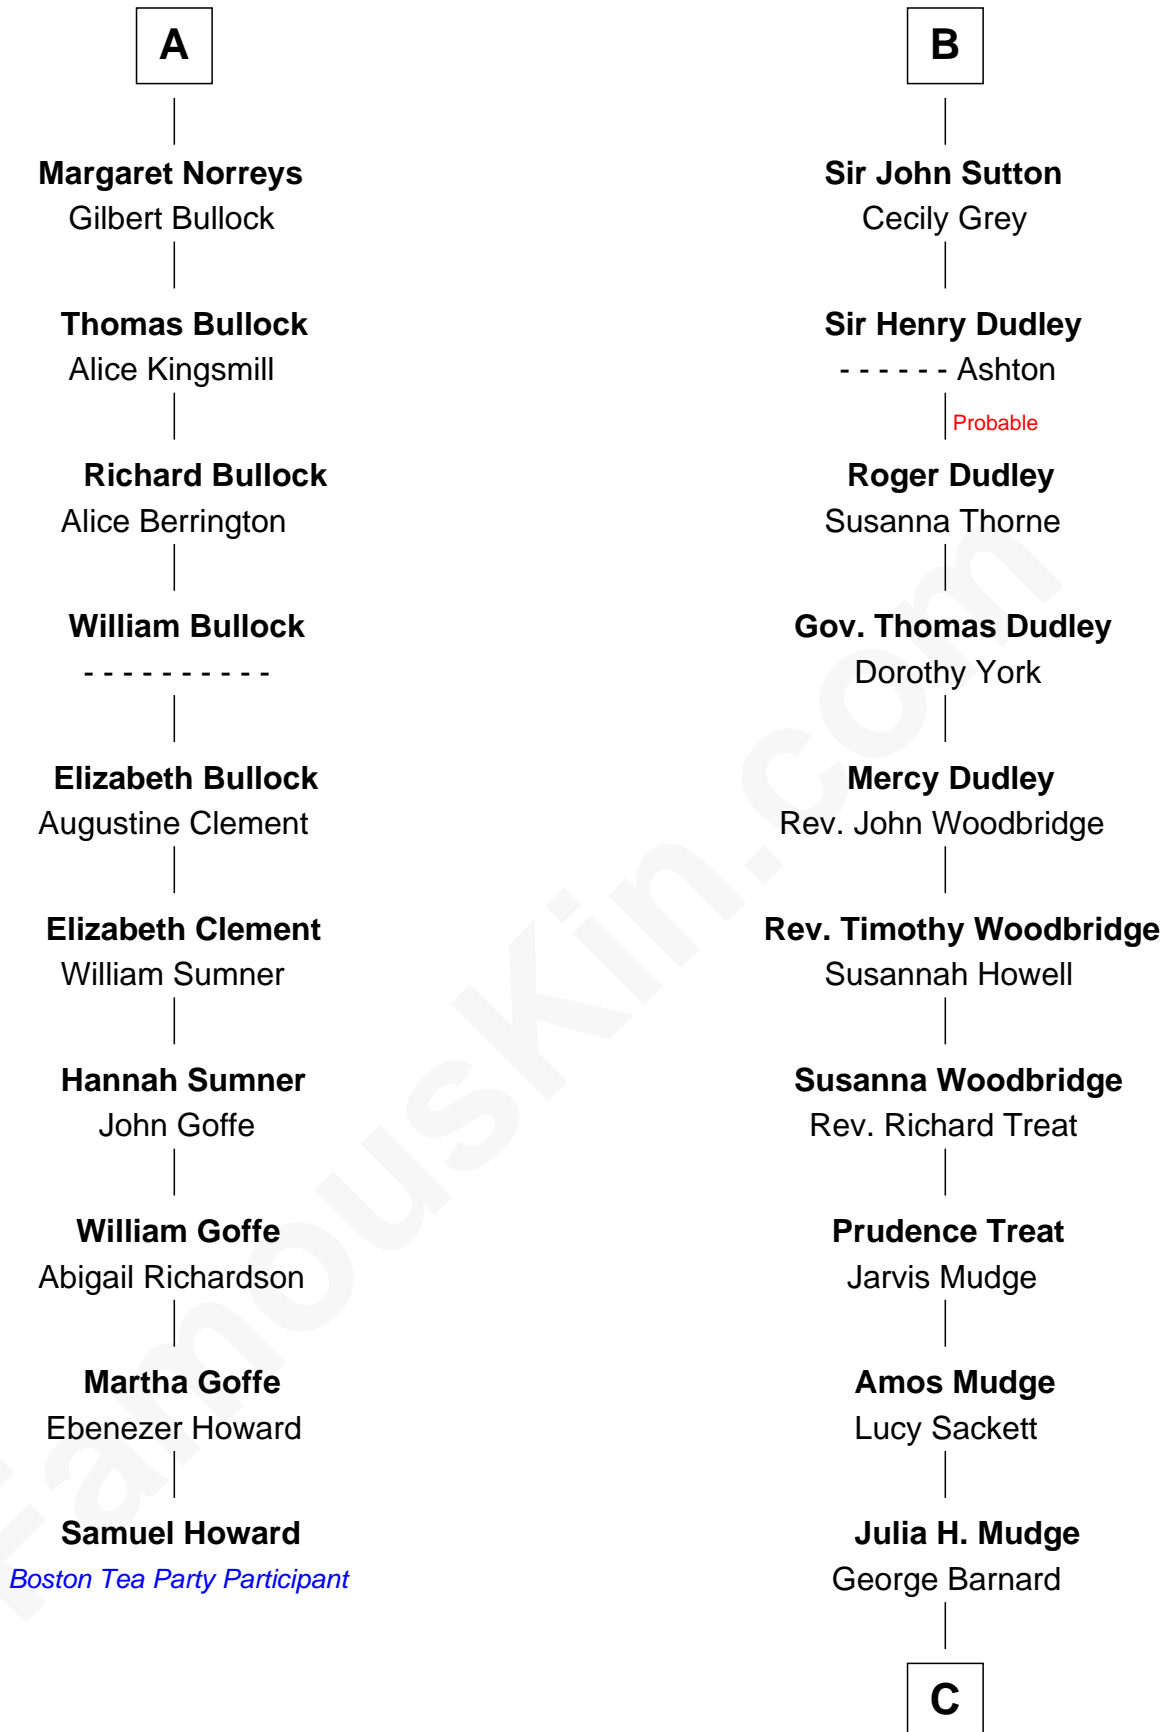 A
Margaret Norreys
Gilbert Bullock
Thomas Bullock
Alice Kingsmill
Richard Bullock
Alice Berrington
William Bullock
- - - - - - - - - -
Elizabeth Bullock
Augustine Clement
Elizabeth Clement
William Sumner
Hannah Sumner
John Goffe
William Goffe
Abigail Richardson
Martha Goffe
Ebenezer Howard
Samuel Howard
Boston Tea Party Participant
B
Sir John Sutton
Cecily Grey
Sir Henry Dudley
- - - - - - Ashton
Probable
Roger Dudley
Susanna Thorne
Gov. Thomas Dudley
Dorothy York
Mercy Dudley
Rev. John Woodbridge
Rev. Timothy Woodbridge
Susannah Howell
Susanna Woodbridge
Rev. Richard Treat
Prudence Treat
Jarvis Mudge
Amos Mudge
Lucy Sackett
Julia H. Mudge
George Barnard
C
FamousKin.com